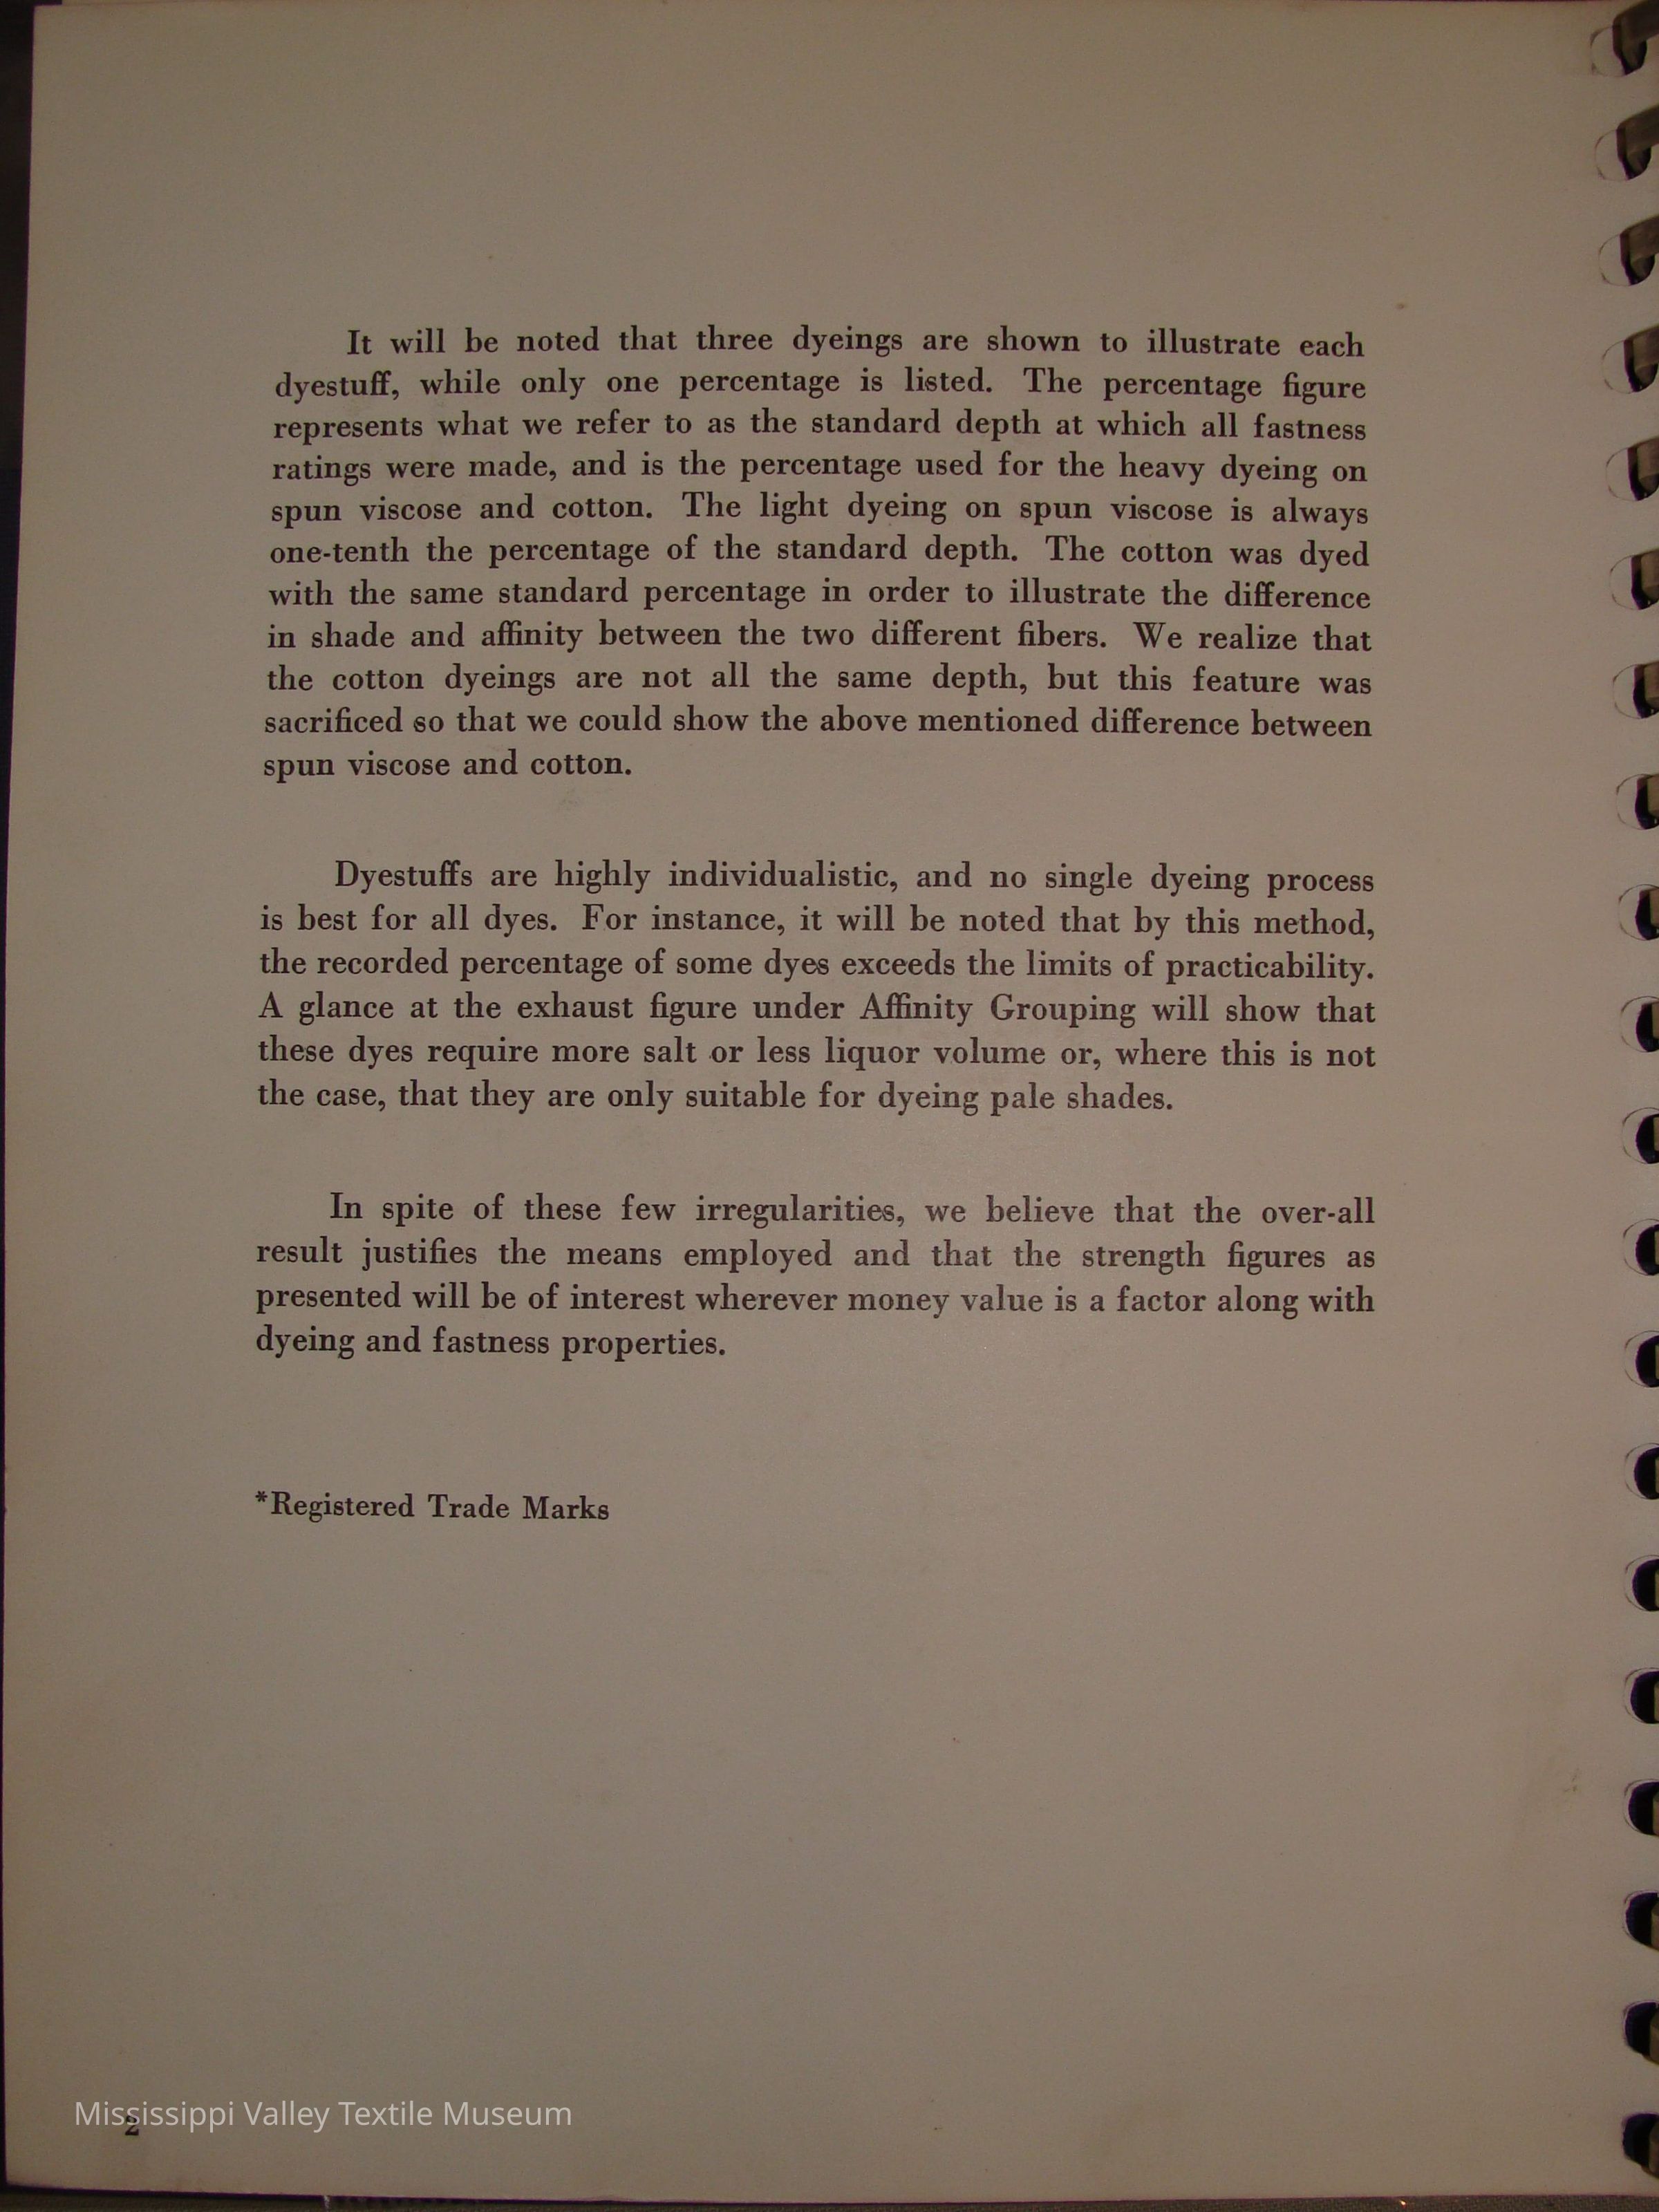 It will be noted that three dyeings are shown to illustrate each
dyestuff, while only one percentage is listed. The percentage figure
represents what we refer to as the standard depth at which all fastness
ratings were made, and is the percentage used for the heavy dyeing on
spun viscose and cotton. The light dyeing on spun viscose is always
one-tenth the percentage of the standard depth. The cotton was dyed
with the same standard percentage in order to illustrate the difference
in shade and affinity between the two different fibers. We realize that
the cotton dyeings are not all the same depth, but this feature was
sacrificed so that we could show the above mentioned difference between
spun viscose and cotton.
Dyestuffs are highly individualistic, and no single dyeing process
is best for all dyes. For instance, it will be noted that by this method,
the recorded percentage of some dyes exceeds the limits of practicability.
A glance at the exhaust figure under Affinity Grouping will show that
these dyes require more salt or less liquor volume or, where this is not
the case, that they are only suitable for dyeing pale shades.
In spite of these few irregularities, we believe that the over-all
result justifies the means employed and that the strength figures as
presented will be of interest wherever money value is a factor along with
dyeing and fastness properties.
*Registered Trade Marks
Mississippi Valley Textile Museum
2